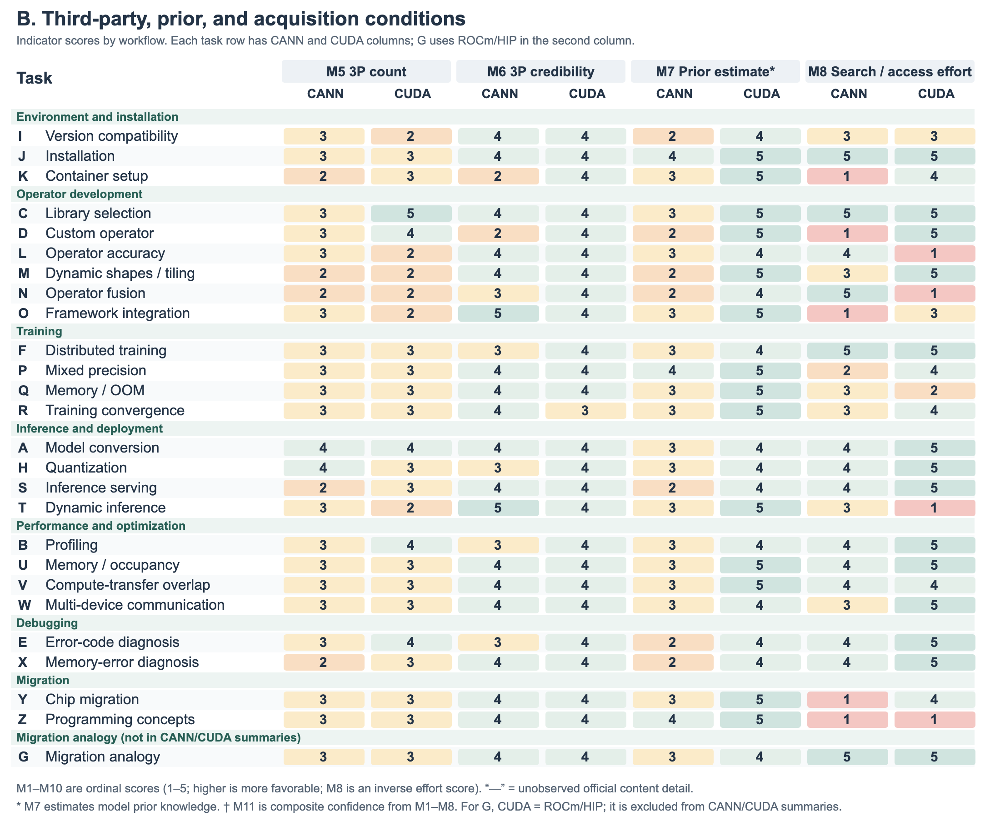 B. Third-party, prior, and acquisition conditions
Indicator scores by workflow. Each task row has CANN and CUDA columns; G uses ROCm/HIP in the second column.
Task M5 3P count M6 3P credibility M7 Prior estimate* M8 Search / access effort
CANN CUDA CANN CUDA CANN CUDA CANN CUDA
Environment and installation
I Version compatibility 3 2 4 4 2 4 3 3
J Installation 3 3 4 4 4 5 5 5
K Container setup 2 3 2 4 3 5 1 4
Operator development
C Library selection 3 5 4 4 3 5 5 5
D Custom operator 3 4 2 4 2 5 1 5
L Operator accuracy 3 2 4 4 3 4 4 1
M Dynamic shapes / tiling 2 2 4 4 2 5 3 5
N Operator fusion 2 2 3 4 2 4 5 1
O Framework integration 3 2 5 4 3 5 1 3
Training
F Distributed training 3 3 3 4 3 4 5 5
P Mixed precision 3 3 4 4 4 5 2 4
Q Memory / OOM 3 3 4 4 3 5 3 2
R Training convergence 3 3 4 3 3 5 3 4
Inference and deployment
A Model conversion 4 4 4 4 3 4 4 5
H Quantization 4 3 3 4 3 4 4 5
S Inference serving 2 3 4 4 2 4 4 5
T Dynamic inference 3 2 5 4 3 5 3 1
Performance and optimization
B Profiling 3 4 3 4 3 4 4 5
U Memory / occupancy 3 3 4 4 3 5 4 5
V Compute-transfer overlap 3 3 4 4 3 5 4 4
W Multi-device communication 3 3 4 4 3 4 3 5
Debugging
E Error-code diagnosis 3 4 3 4 2 4 4 5
X Memory-error diagnosis 2 3 4 4 2 4 4 5
Migration
Y Chip migration 3 3 4 4 3 5 1 4
Z Programming concepts 3 3 4 4 4 5 1 1
Migration analogy (not in CANN/CUDA summaries)
G Migration analogy 3 3 4 4 3 4 5 5
M1–M10 are ordinal scores (1–5; higher is more favorable; M8 is an inverse effort score). “—” = unobserved official content detail.
* M7 estimates model prior knowledge. † M11 is composite confidence from M1–M8. For G, CUDA = ROCm/HIP; it is excluded from CANN/CUDA summaries.